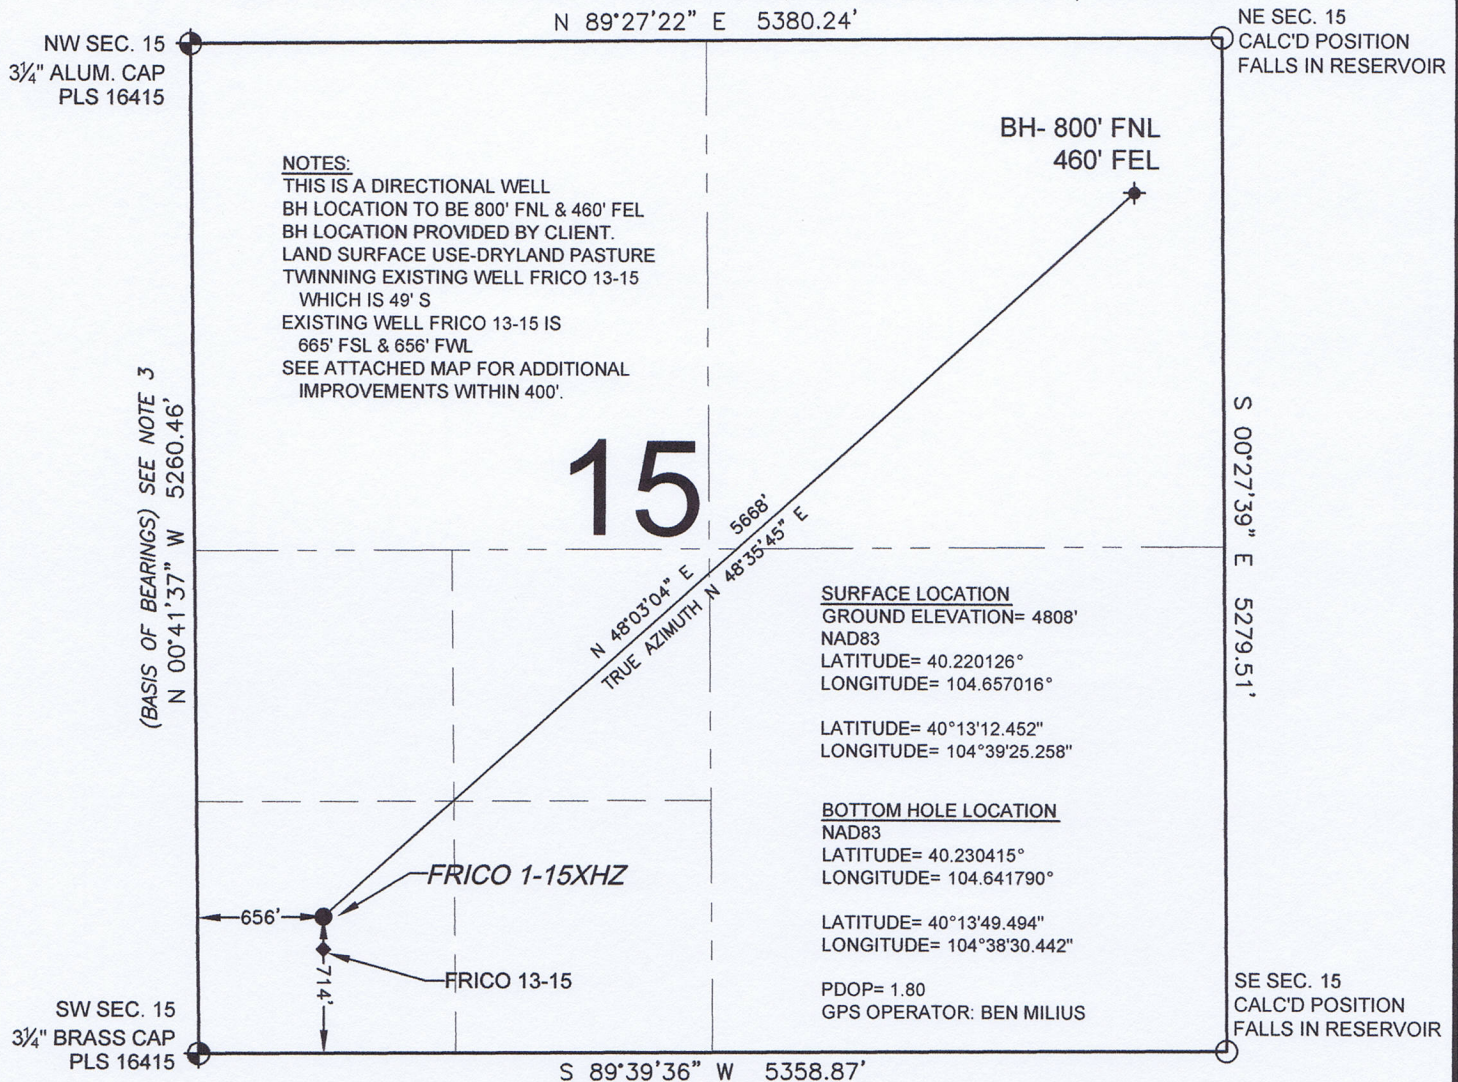 N 89°27'22" E 5380.24'
NW SEC. 15
3¼" ALUM. CAP
PLS 16415
NE SEC. 15
CALC'D POSITION
FALLS IN RESERVOIR
BH- 800' FNL
460' FEL
NOTES:
THIS IS A DIRECTIONAL WELL
BH LOCATION TO BE 800' FNL & 460' FEL
BH LOCATION PROVIDED BY CLIENT.
LAND SURFACE USE-DRYLAND PASTURE
TWINNING EXISTING WELL FRICO 13-15
WHICH IS 49' S
EXISTING WELL FRICO 13-15 IS
665' FSL & 656' FWL
SEE ATTACHED MAP FOR ADDITIONAL
IMPROVEMENTS WITHIN 400'.
(BASIS OF BEARINGS) SEE NOTE 3
N 00°41'37" W 5260.46'
15
5668'
N 48°03'04" E
TRUE AZIMUTH N 48°35'45" E
S 00°27'39" E 5279.51'
SURFACE LOCATION
GROUND ELEVATION= 4808'
NAD83
LATITUDE= 40.220126°
LONGITUDE= 104.657016°
LATITUDE= 40°13'12.452"
LONGITUDE= 104°39'25.258"
BOTTOM HOLE LOCATION
NAD83
LATITUDE= 40.230415°
LONGITUDE= 104.641790°
LATITUDE= 40°13'49.494"
LONGITUDE= 104°38'30.442"
PDOP= 1.80
GPS OPERATOR: BEN MILIUS
FRICO 1-15XHZ
656'
FRICO 13-15
714'
SW SEC. 15
3¼" BRASS CAP
PLS 16415
SE SEC. 15
CALC'D POSITION
FALLS IN RESERVOIR
S 89°39'36" W 5358.87'